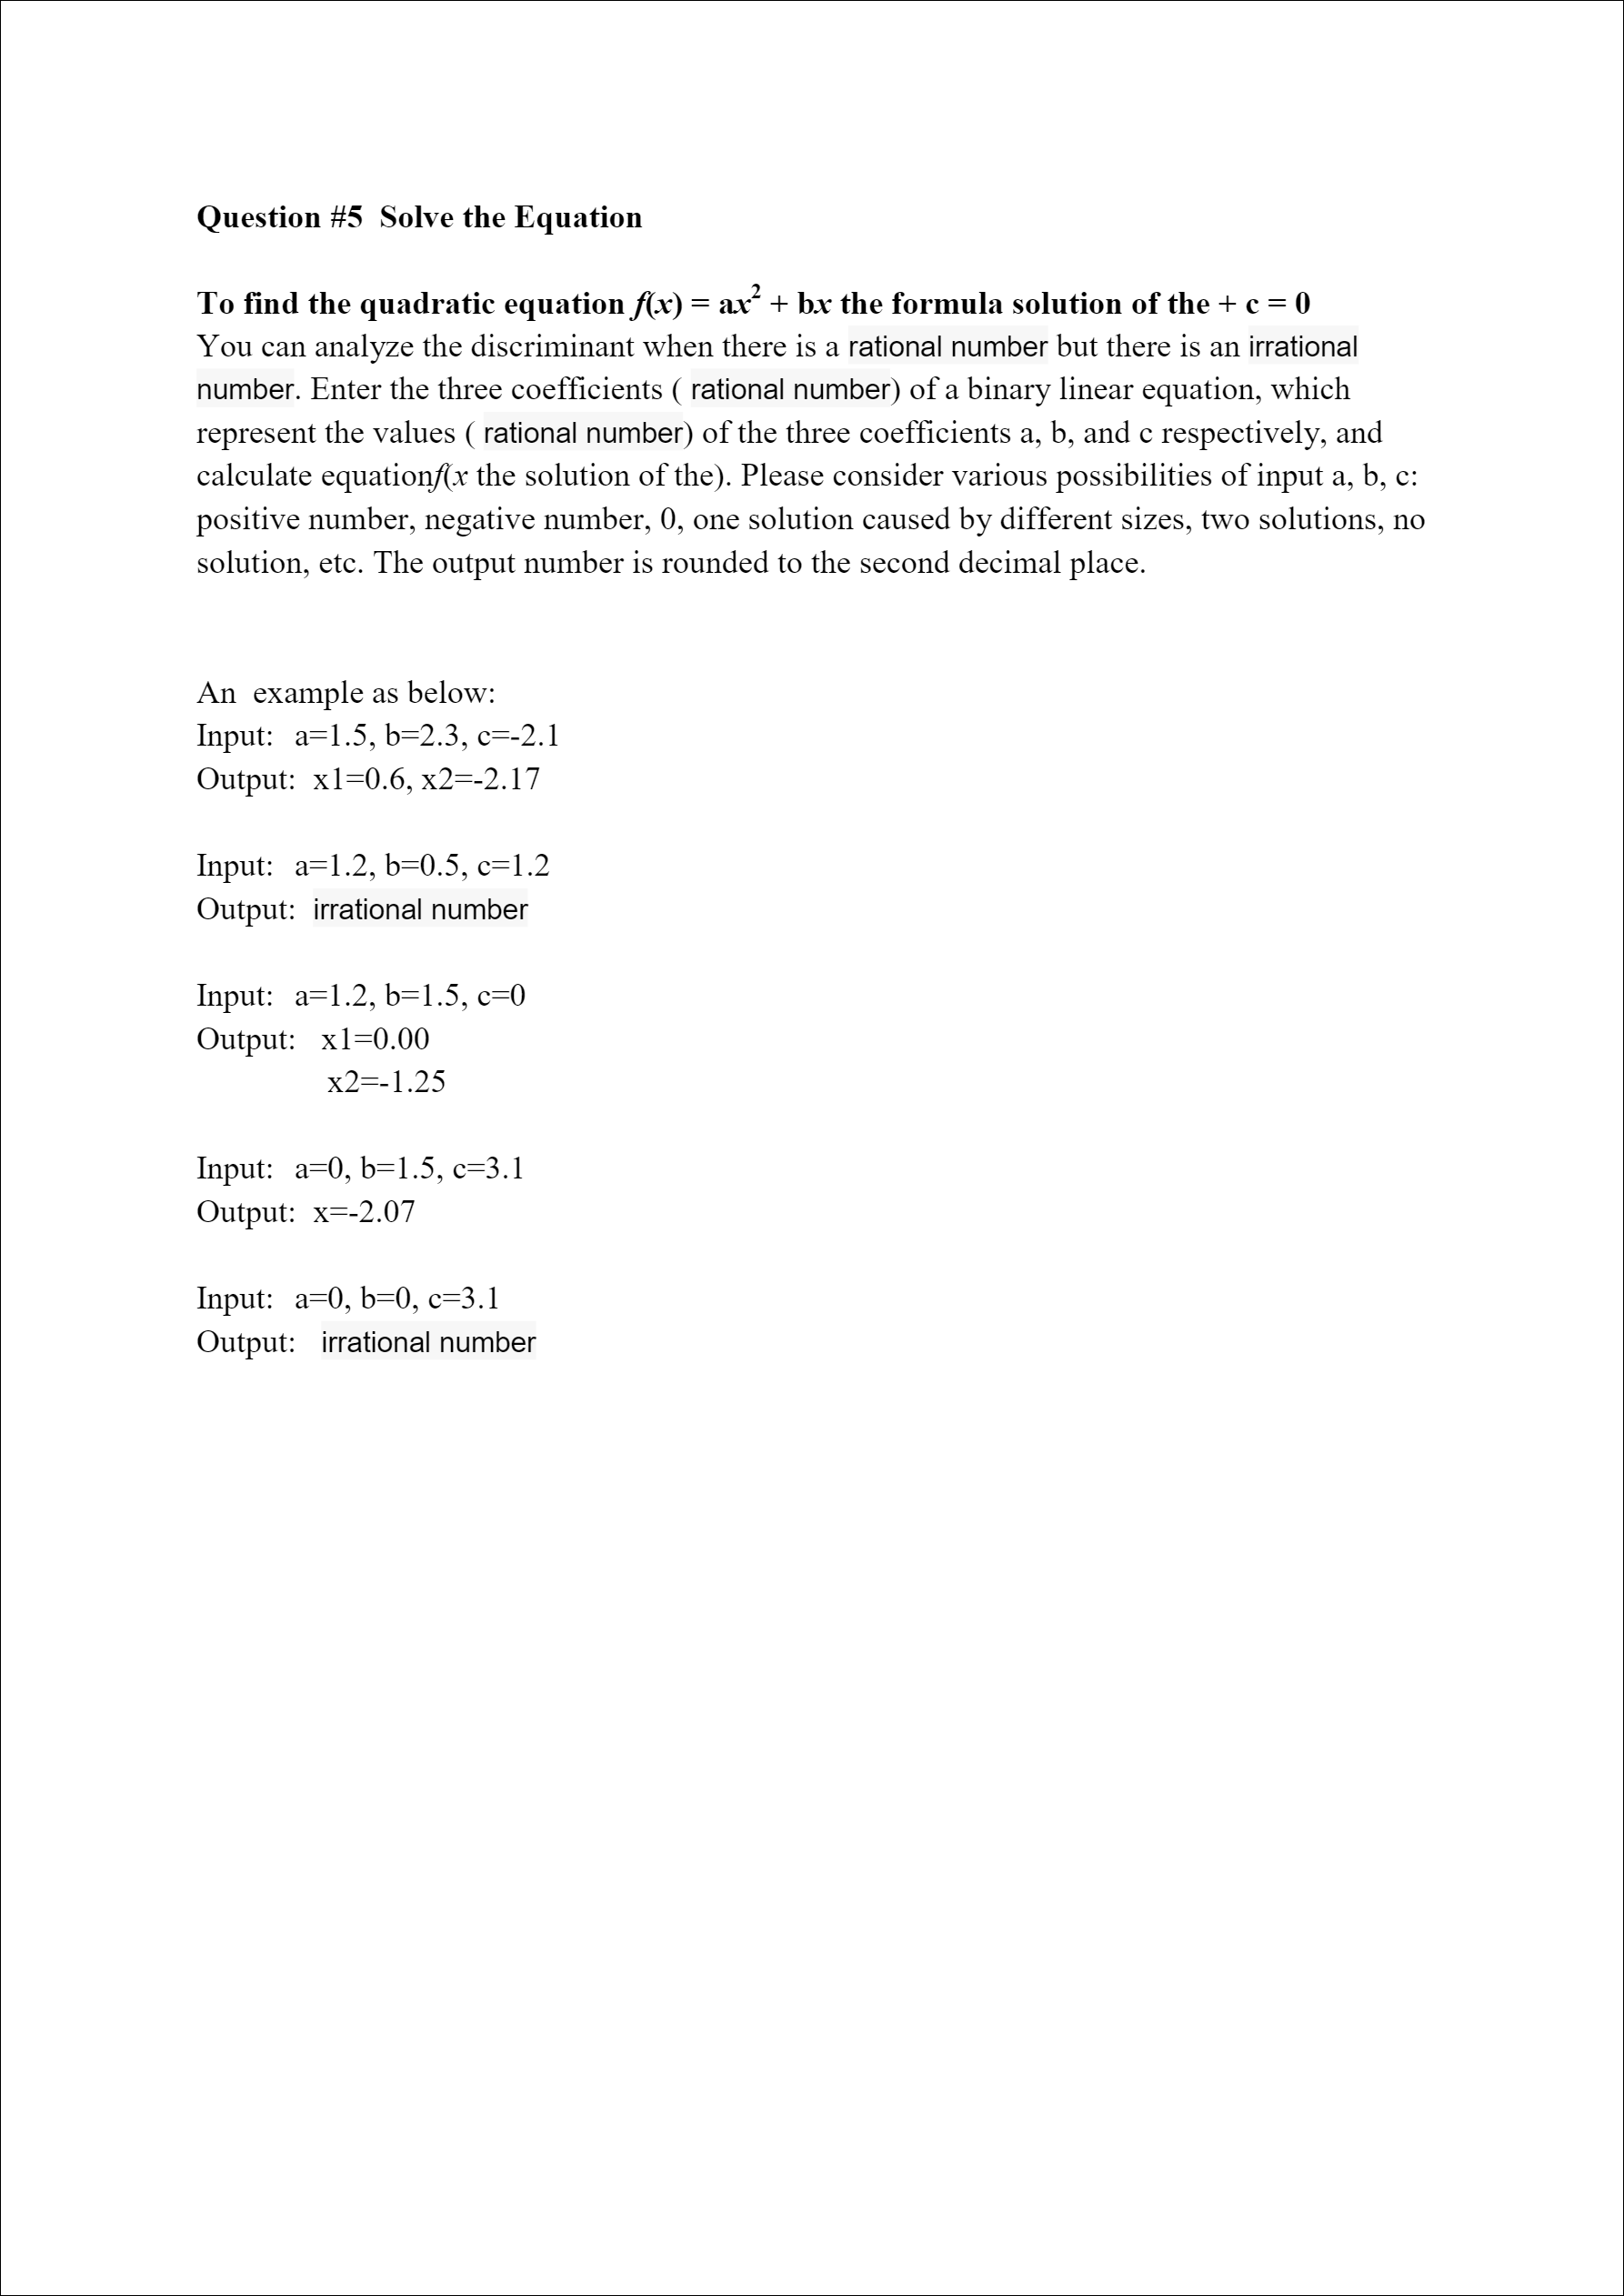 Question #5  Solve the Equation
To find the quadratic equation f(x) = ax² + bx the formula solution of the + c = 0
You can analyze the discriminant when there is a rational number but there is an irrational
number. Enter the three coefficients ( rational number) of a binary linear equation, which
represent the values ( rational number) of the three coefficients a, b, and c respectively, and
calculate equationf(x the solution of the). Please consider various possibilities of input a, b, c:
positive number, negative number, 0, one solution caused by different sizes, two solutions, no
solution, etc. The output number is rounded to the second decimal place.
An  example as below:
Input:  a=1.5, b=2.3, c=-2.1
Output:  x1=0.6, x2=-2.17
Input:  a=1.2, b=0.5, c=1.2
Output:  irrational number
Input:  a=1.2, b=1.5, c=0
Output:   x1=0.00
x2=-1.25
Input:  a=0, b=1.5, c=3.1
Output:  x=-2.07
Input:  a=0, b=0, c=3.1
Output:   irrational number